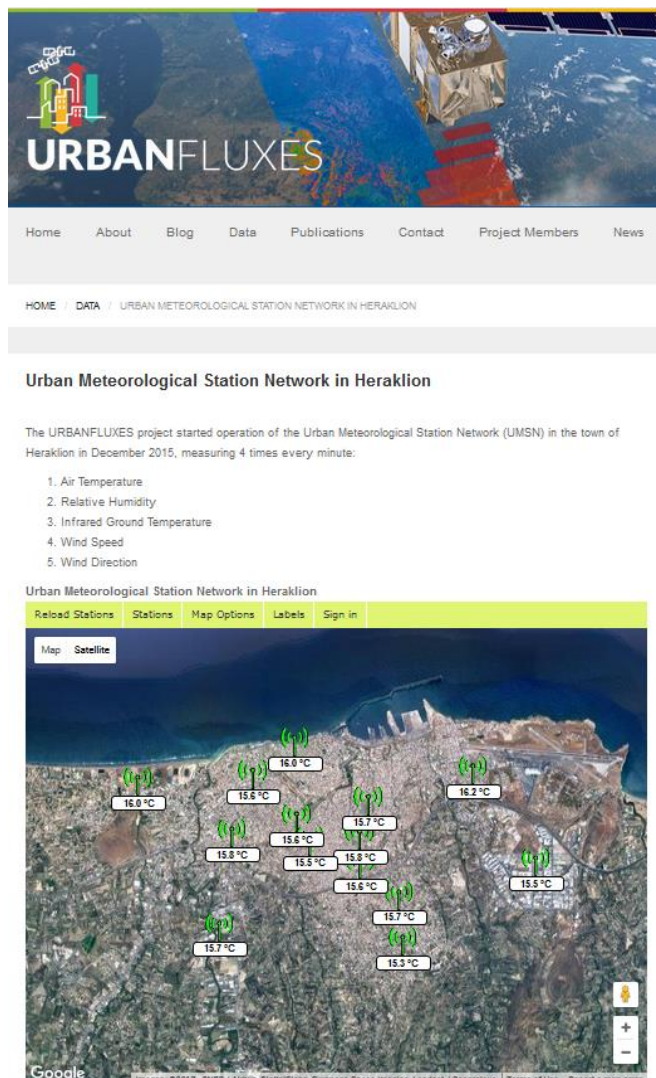 URBANFLUXES
Home About Blog Data Publications Contact Project Members News
HOME / DATA / URBAN METEOROLOGICAL STATION NETWORK IN HERAKLION
Urban Meteorological Station Network in Heraklion
The URBANFLUXES project started operation of the Urban Meteorological Station Network (UMSN) in the town of
Heraklion in December 2015, measuring 4 times every minute:
1. Air Temperature
2. Relative Humidity
3. Infrared Ground Temperature
4. Wind Speed
5. Wind Direction
Urban Meteorological Station Network in Heraklion
Reload Stations Stations Map Options Labels Sign in
Map Satellite
16.0 °C
16.2 °C
15.6 °C
16.0 °C
15.7 °C
15.6 °C
15.8 °C
15.5 °C
15.8 °C
15.6 °C
15.5 °C
15.7 °C
15.7 °C
15.3 °C
+
−
Google